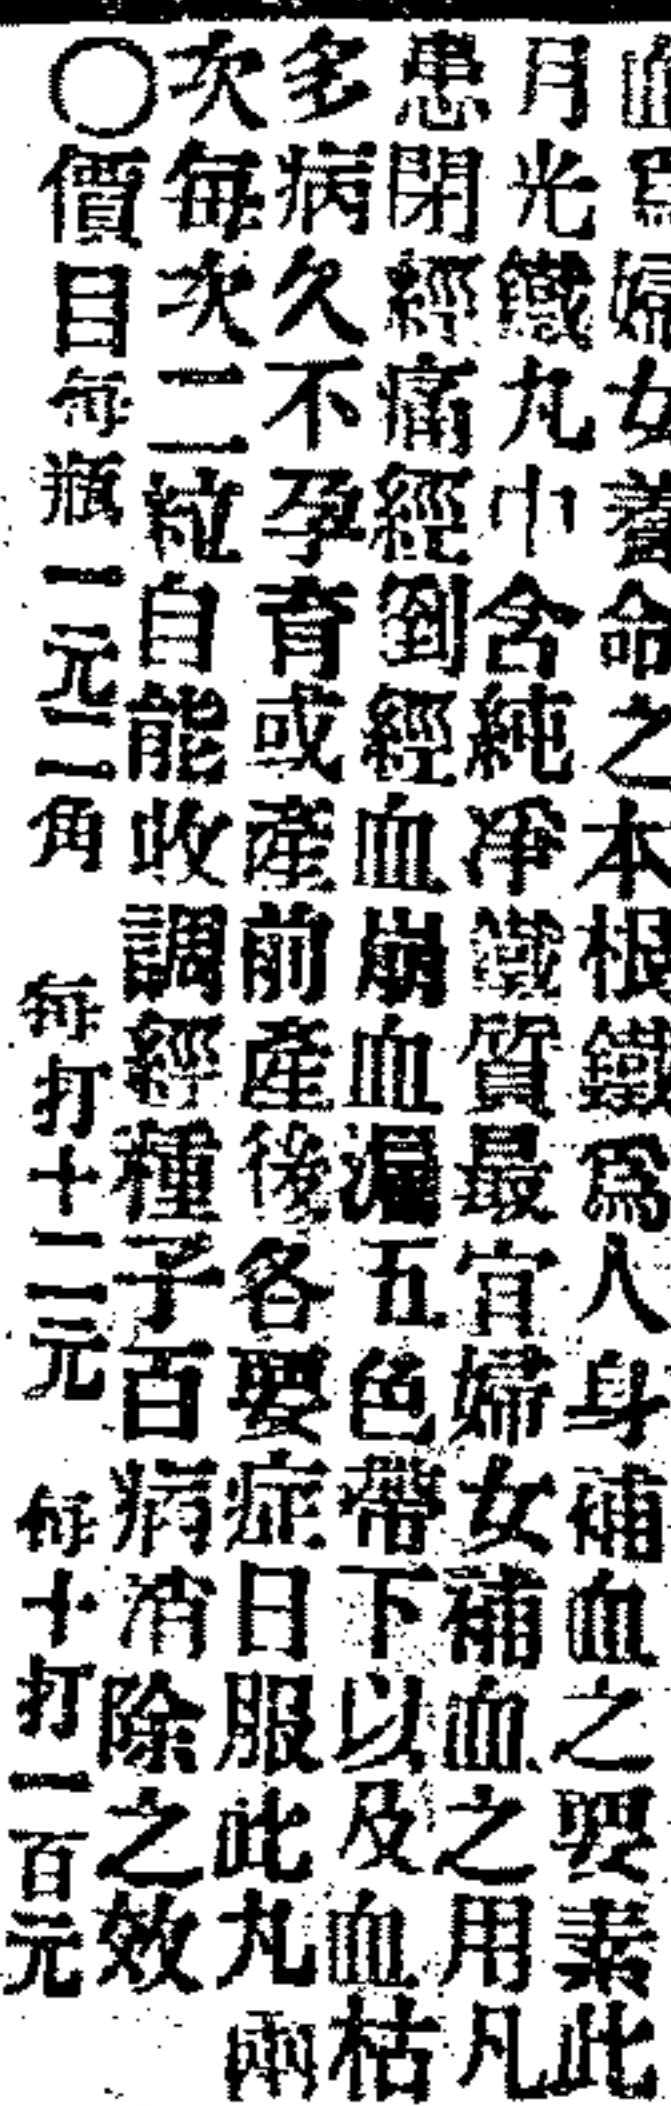 血爲婦女養命之本根鐵爲人身補血之要素此
月光鐵丸中含純凈鐵質最宜婦女補血之用凡
患閉經痛經倒經血崩血漏五色帶下以及血枯
多病久不孕育或產前產後各要症日服此丸兩
次每次二粒自能收調經種子百病消除之效
〇價目每瓶一元二角 每打十二元 每十打一百元